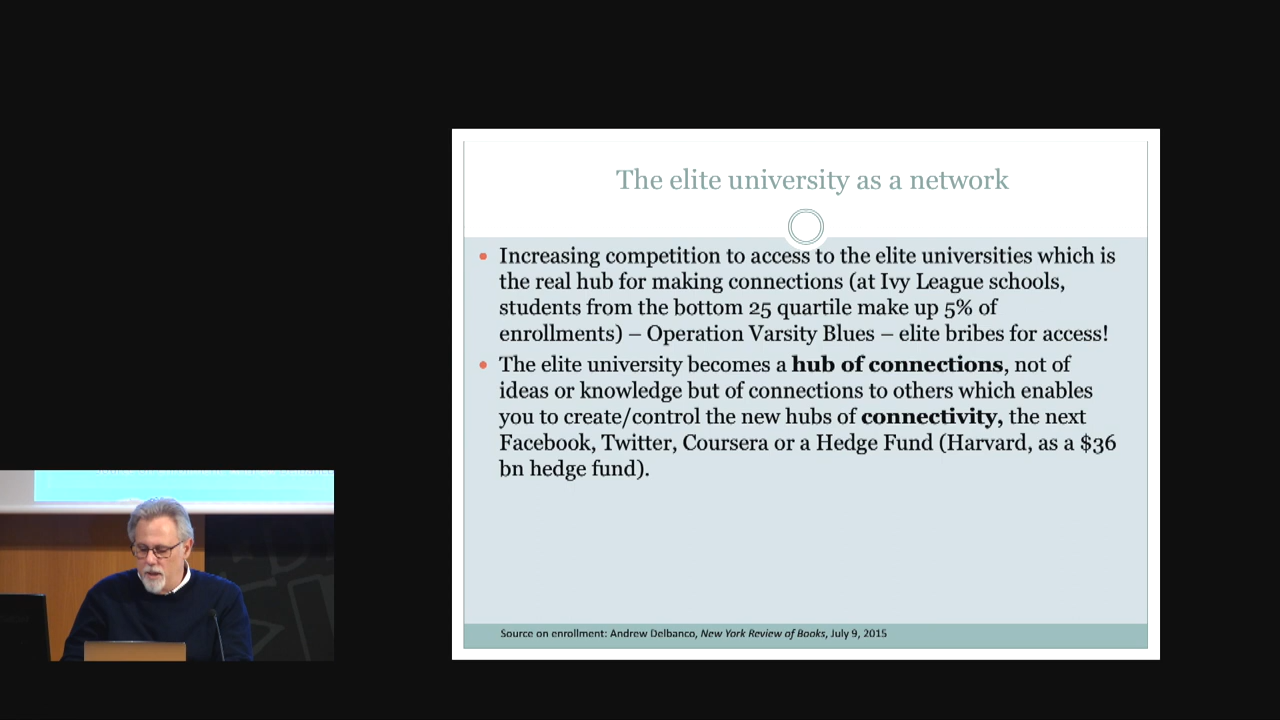 The elite university as a network
• Increasing competition to access to the elite universities which is
the real hub for making connections (at Ivy League schools,
students from the bottom 25 quartile make up 5% of
enrollments) – Operation Varsity Blues – elite bribes for access!
• The elite university becomes a hub of connections, not of
ideas or knowledge but of connections to others which enables
you to create/control the new hubs of connectivity, the next
Facebook, Twitter, Coursera or a Hedge Fund (Harvard, as a $36
bn hedge fund).
Source on enrollment: Andrew Delbanco, New York Review of Books, July 9, 2015